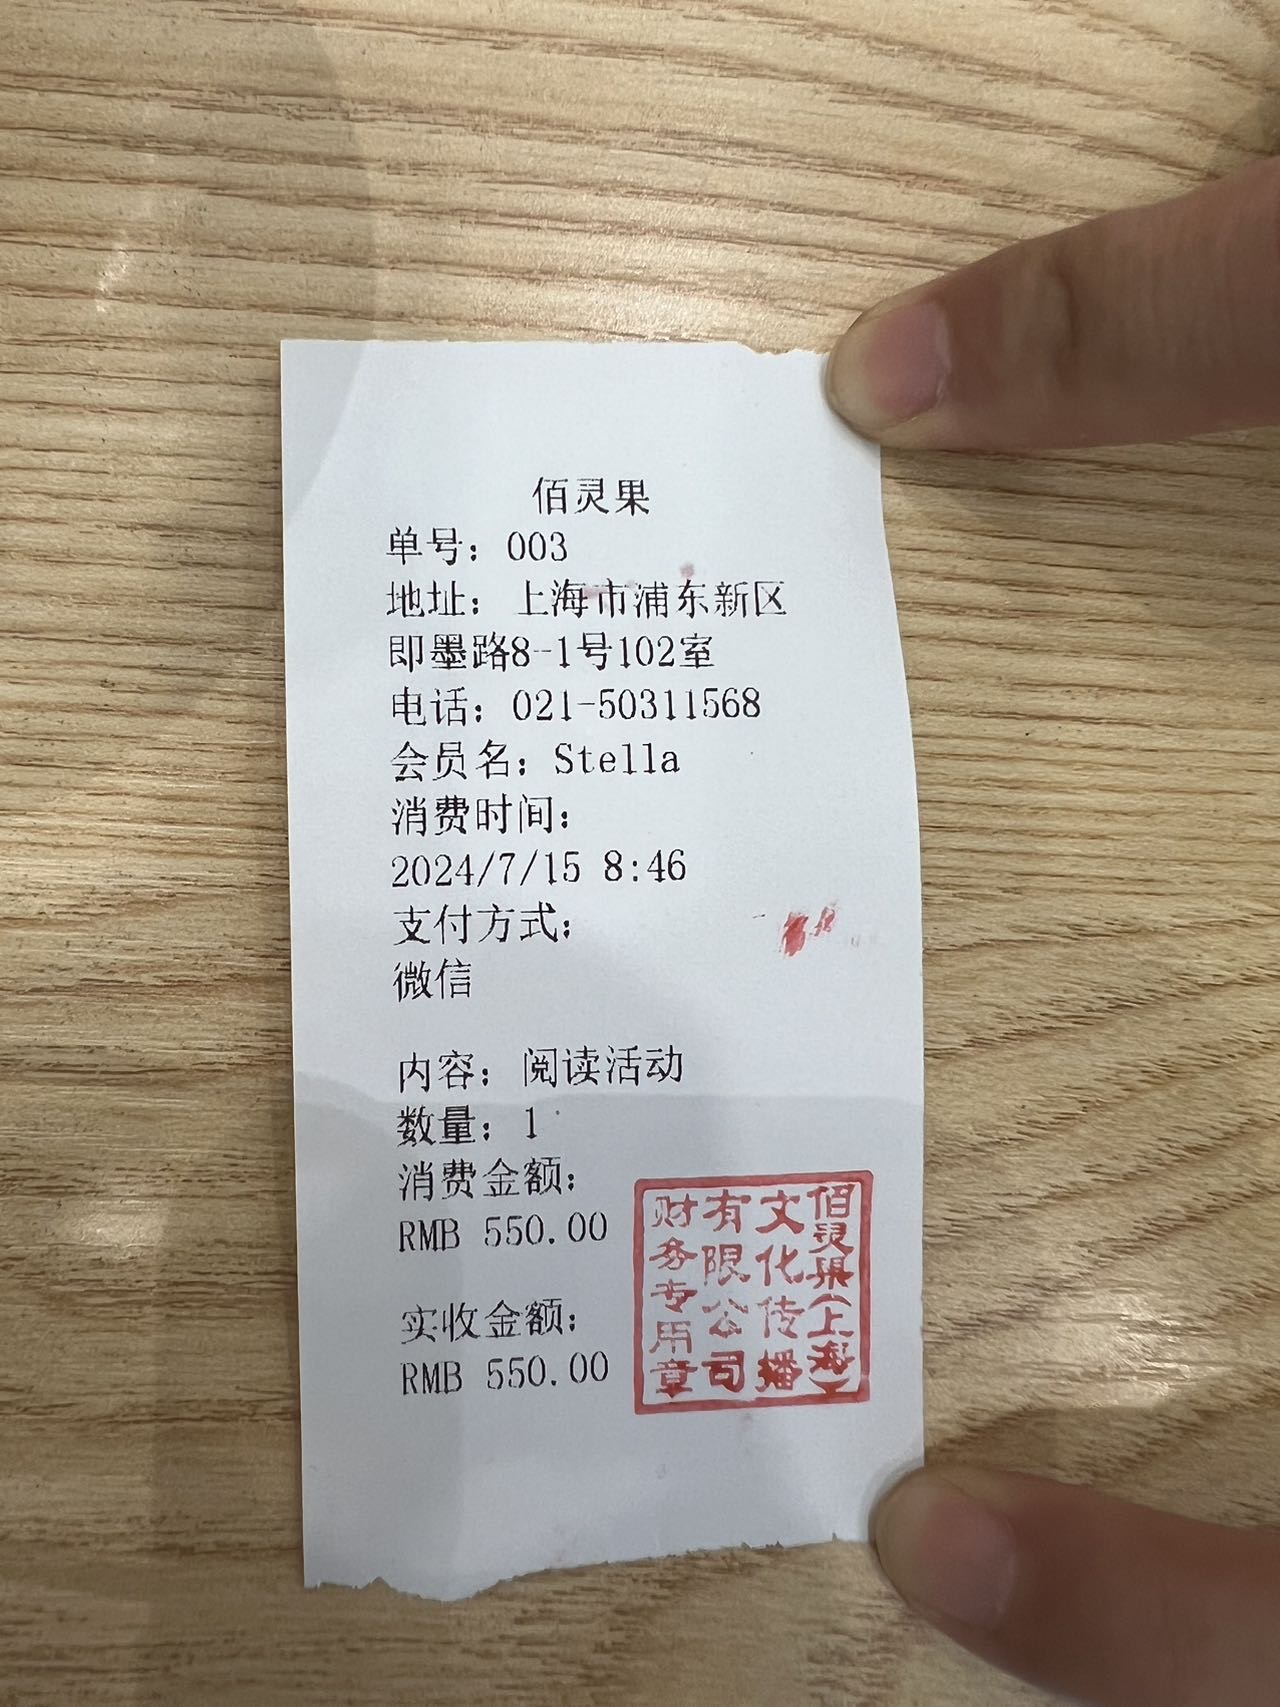 佰灵果
单号：003
地址：上海市浦东新区
即墨路8-1号102室
电话：021-50311568
会员名：Stella
消费时间：
2024/7/15 8:46
支付方式：
微信
内容：阅读活动
数量：1
消费金额：
RMB 550.00
实收金额：
RMB 550.00
佰灵果（上海）
文化传播
有限公司
财务专用章